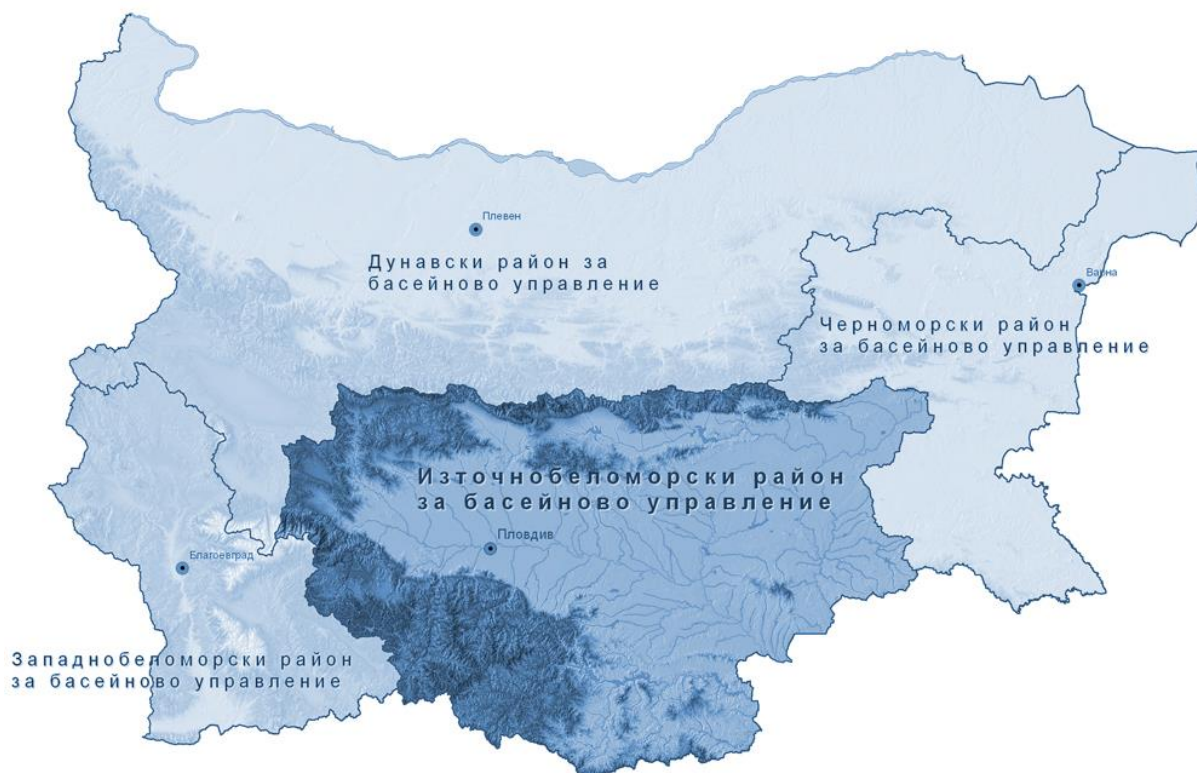 Плевен
Дунавски район за
басейново управление
Варна
Черноморски район
за басейново управление
Източнобеломорски район
за басейново управление
Пловдив
Благоевград
Западнобеломорски район
за басейново управление